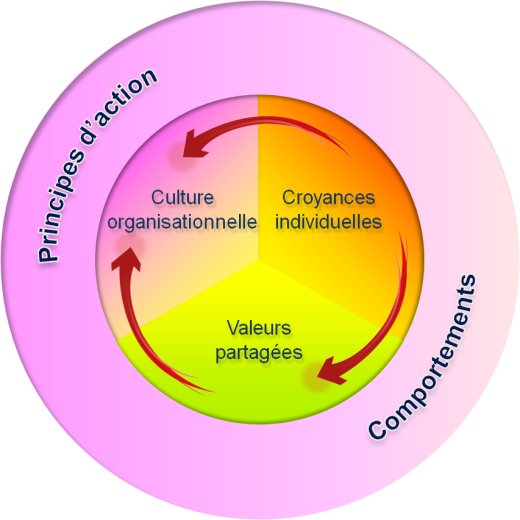 Principes d'action
Culture
organisationnelle
Croyances
individuelles
Valeurs
partagées
Comportements